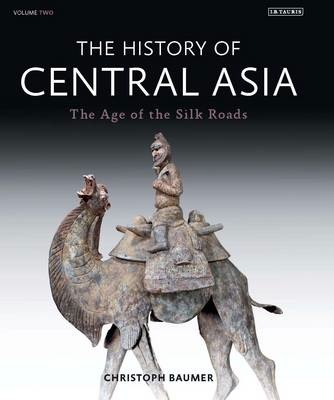 VOLUME TWO
I.B.TAURIS
THE HISTORY OF
CENTRAL ASIA
The Age of the Silk Roads
CHRISTOPH BAUMER